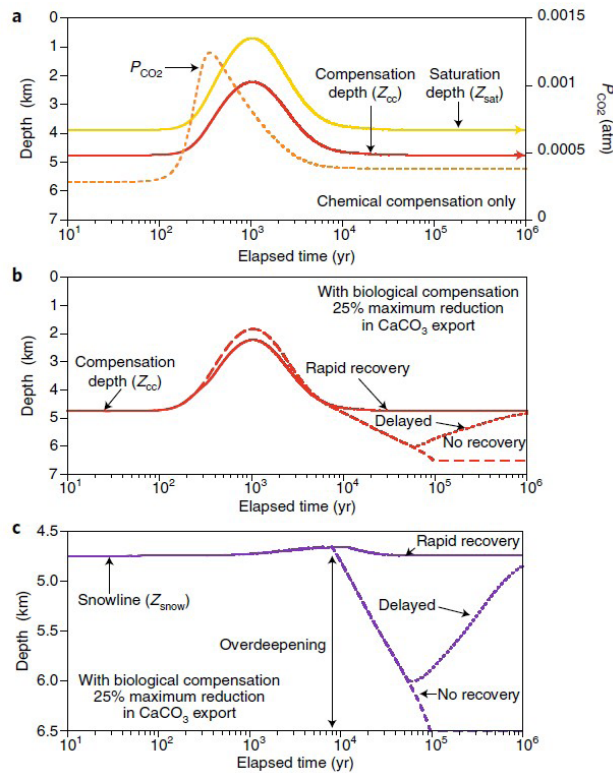 a
0
1
2
3
4
5
6
7
Depth (km)
0.0015
0.001
0.0005
0
P_CO2 (atm)
P_CO2
Compensation
depth (Z_cc)
Saturation
depth (Z_sat)
Chemical compensation only
10^1 10^2 10^3 10^4 10^5 10^6
Elapsed time (yr)
b
0
1
2
3
4
5
6
7
Depth (km)
With biological compensation
25% maximum reduction
in CaCO3 export
Compensation
depth (Z_cc)
Rapid recovery
Delayed
No recovery
10^1 10^2 10^3 10^4 10^5 10^6
Elapsed time (yr)
c
4.5
5.0
5.5
6.0
6.5
Depth (km)
Rapid recovery
Snowline (Z_snow)
Delayed
Overdeepening
No recovery
With biological compensation
25% maximum reduction
in CaCO3 export
10^1 10^2 10^3 10^4 10^5 10^6
Elapsed time (yr)